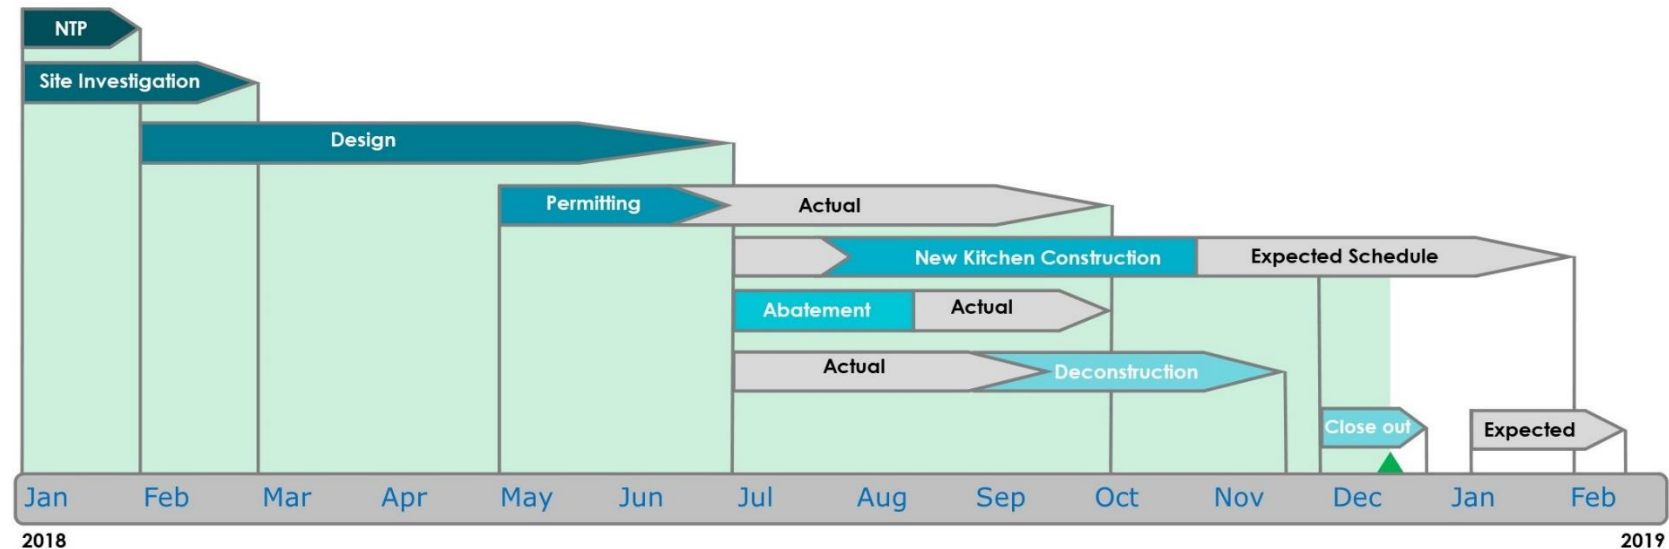 NTP
Site Investigation
Design
Permitting Actual
New Kitchen Construction Expected Schedule
Abatement Actual
Actual Deconstruction
Close out Expected
Jan Feb Mar Apr May Jun Jul Aug Sep Oct Nov Dec Jan Feb
2018 2019